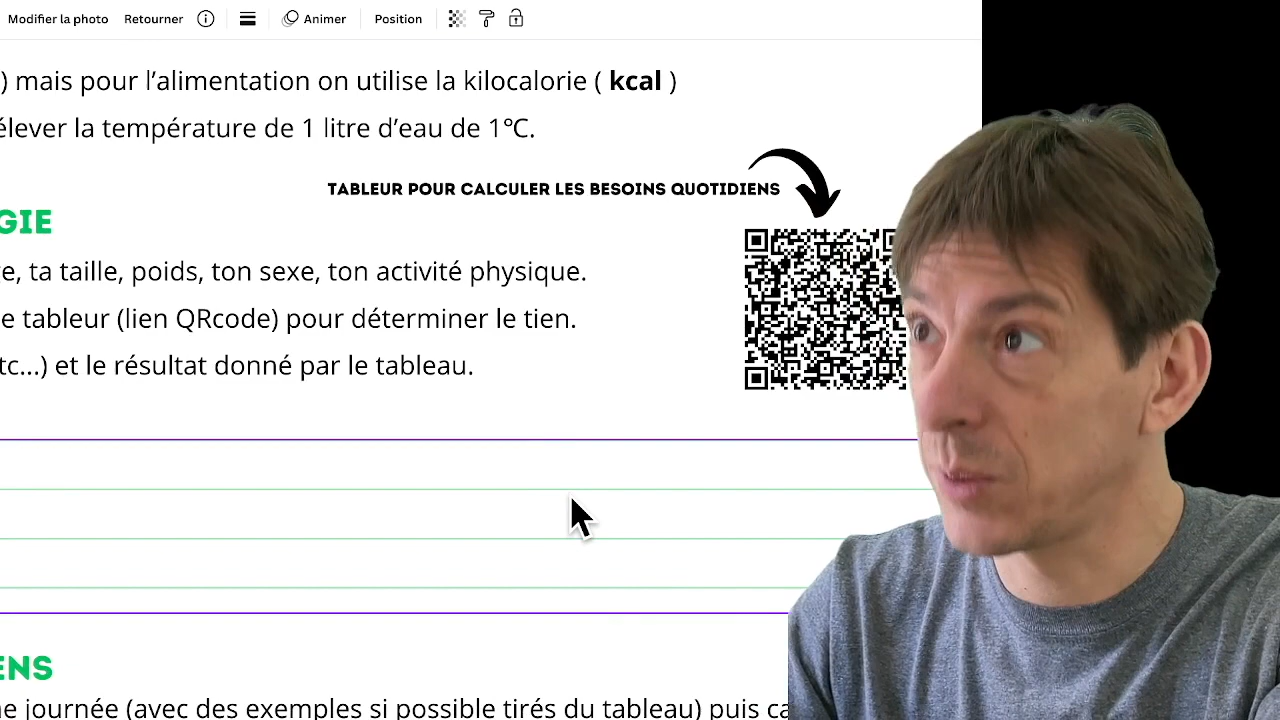 Modifier la photo Retourner Animer Position
) mais pour l'alimentation on utilise la kilocalorie ( kcal )
élever la température de 1 litre d'eau de 1°C.
TABLEUR POUR CALCULER LES BESOINS QUOTIDIENS
GIE
e, ta taille, poids, ton sexe, ton activité physique.
e tableur (lien QRcode) pour déterminer le tien.
tc...) et le résultat donné par le tableau.
ENS
e journée (avec des exemples si possible tirés du tableau) puis ca